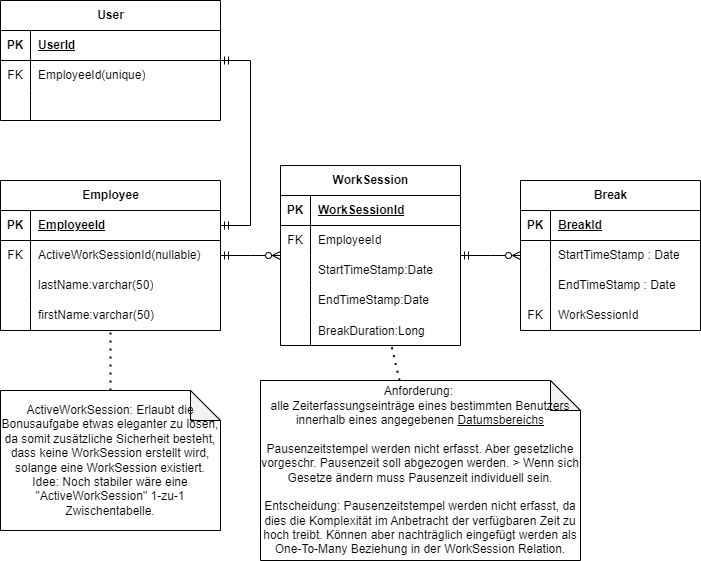 User
PK UserId
FK EmployeeId(unique)
Employee
PK EmployeeId
FK ActiveWorkSessionId(nullable)
lastName:varchar(50)
firstName:varchar(50)
WorkSession
PK WorkSessionId
FK EmployeeId
StartTimeStamp:Date
EndTimeStamp:Date
BreakDuration:Long
Break
PK BreakId
StartTimeStamp : Date
EndTimeStamp : Date
FK WorkSessionId
ActiveWorkSession: Erlaubt die
Bonusaufgabe etwas eleganter zu lösen,
da somit zusätzliche Sicherheit besteht,
dass keine WorkSession erstellt wird,
solange eine WorkSession existiert.
Idee: Noch stabiler wäre eine
"ActiveWorkSession" 1-zu-1
Zwischentabelle.
Anforderung:
alle Zeiterfassungseinträge eines bestimmten Benutzers
innerhalb eines angegebenen Datumsbereichs
Pausenzeitstempel werden nicht erfasst. Aber gesetzliche
vorgeschr. Pausenzeit soll abgezogen werden. > Wenn sich
Gesetze ändern muss Pausenzeit individuell sein.
Entscheidung: Pausenzeitstempel werden nicht erfasst, da
dies die Komplexität im Anbetracht der verfügbaren Zeit zu
hoch treibt. Können aber nachträglich eingefügt werden als
One-To-Many Beziehung in der WorkSession Relation.